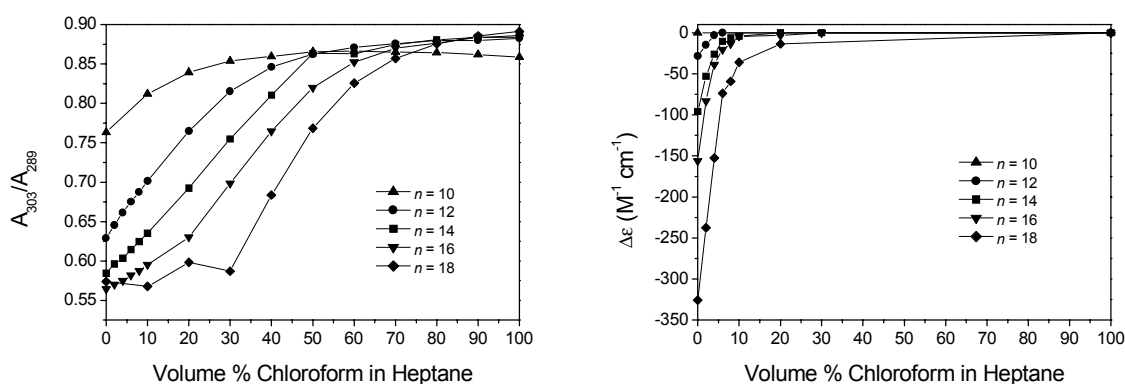 0.90
0.85
0.80
0.75
0.70
0.65
0.60
0.55
A303/A289
n = 10
n = 12
n = 14
n = 16
n = 18
0 10 20 30 40 50 60 70 80 90 100
Volume % Chloroform in Heptane
0
-50
-100
-150
-200
-250
-300
-350
Δε (M-1 cm-1)
n = 10
n = 12
n = 14
n = 16
n = 18
0 10 20 30 40 50 60 70 80 90 100
Volume % Chloroform in Heptane